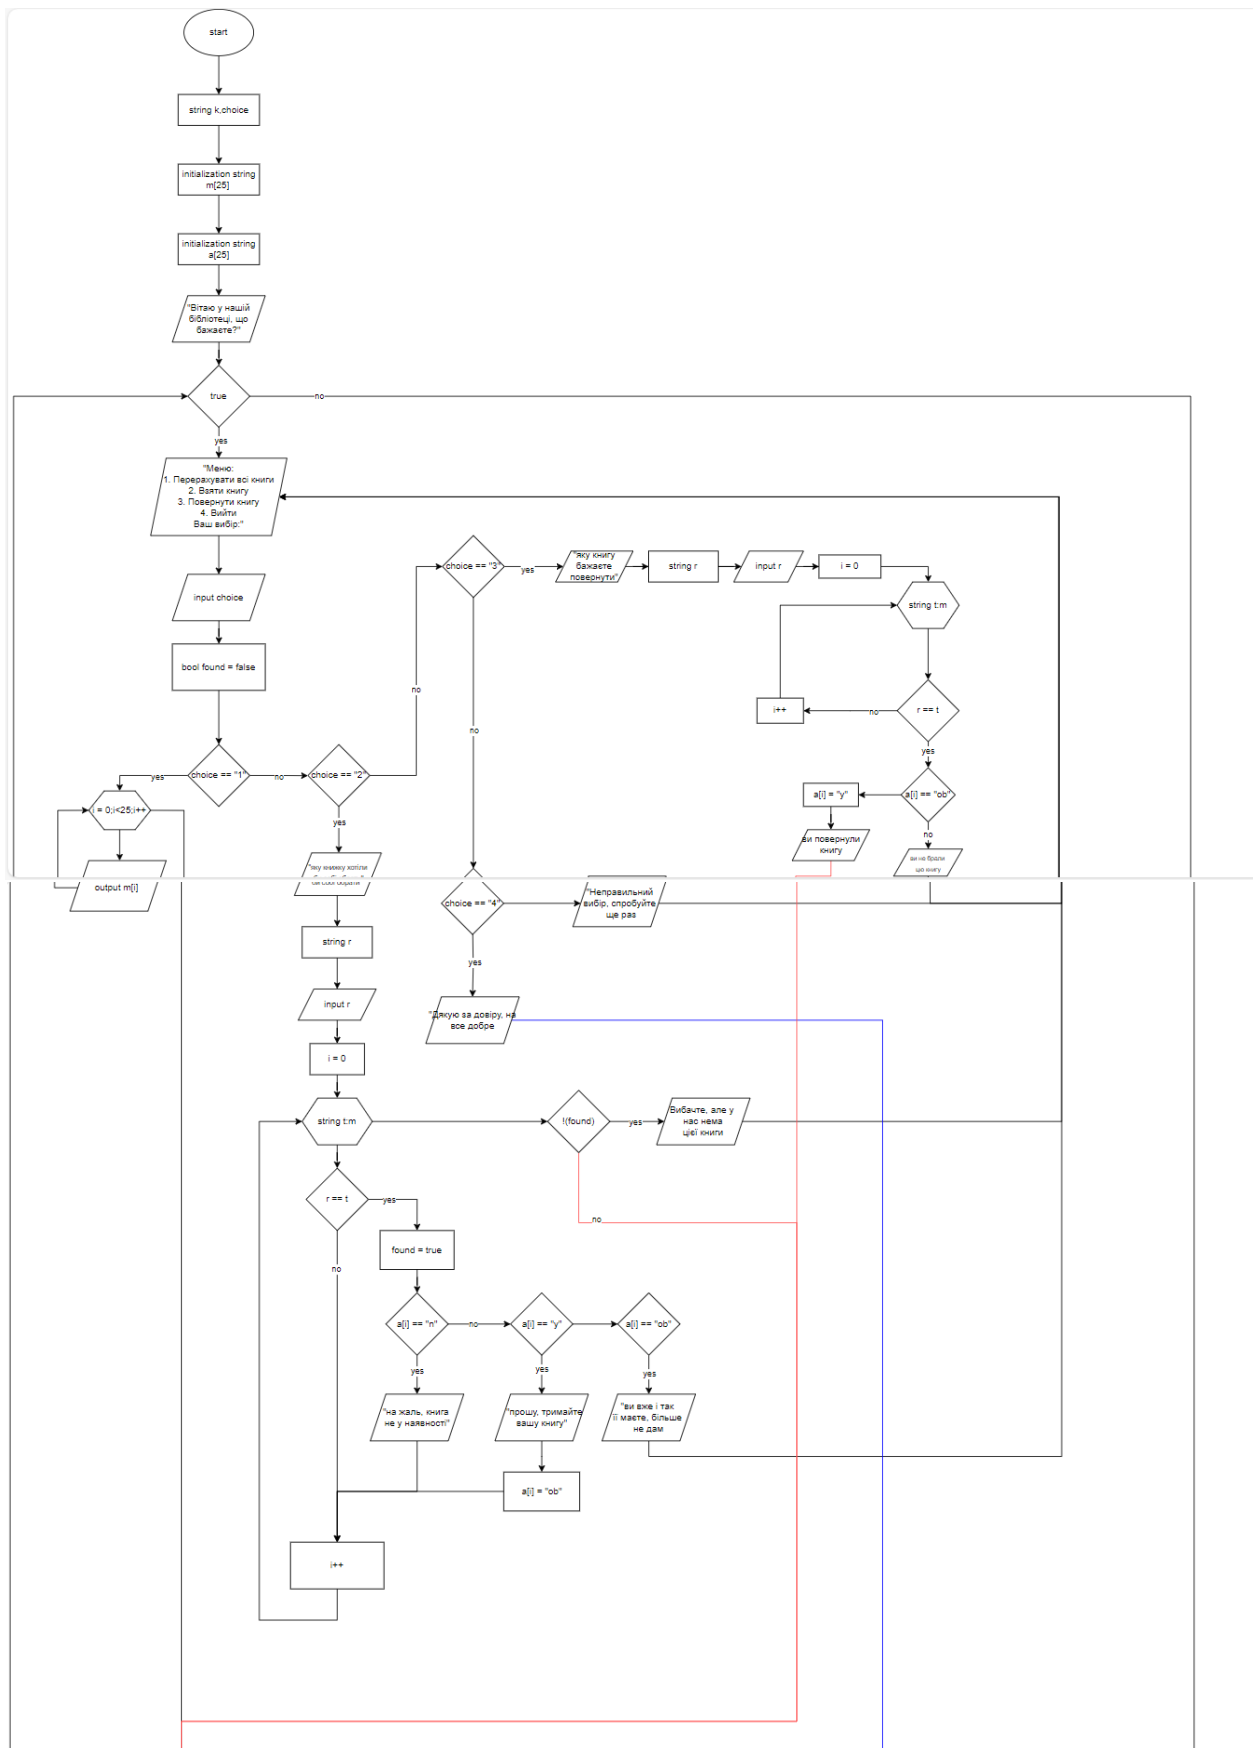 start
string k,choice
initialization string
m[25]
initialization string
a[25]
"Вітаю у нашій
бібліотеці, що
бажаєте?"
true
no
yes
"Меню:
1. Перерахувати всі книги
2. Взяти книгу
3. Повернути книгу
4. Вийти
Ваш вибір:"
input choice
bool found = false
choice == "1"
yes
no
i = 0;i<25;i++
output m[i]
choice == "2"
no
yes
"яку книжку хотіли
choice == "3"
yes
no
"яку книгу
бажаєте
повернути"
string r
input r
i = 0
string t:m
r == t
no
i++
yes
a[i] == "ob"
a[i] = "y"
ви повернули
книгу
no
ви не брали
цю книгу
choice == "4"
"Неправильний
вибір, спробуйте
ще раз
yes
"Дякую за довіру, на
все добре
string r
input r
i = 0
string t:m
!(found)
yes
Вибачте, але у
нас нема
цієї книги
no
r == t
yes
no
found = true
a[i] == "n"
no
a[i] == "y"
a[i] == "ob"
yes
yes
yes
"на жаль, книга
не у наявності"
"прошу, тримайте
вашу книгу"
"ви вже і так
її маєте, більше
не дам
a[i] = "ob"
i++